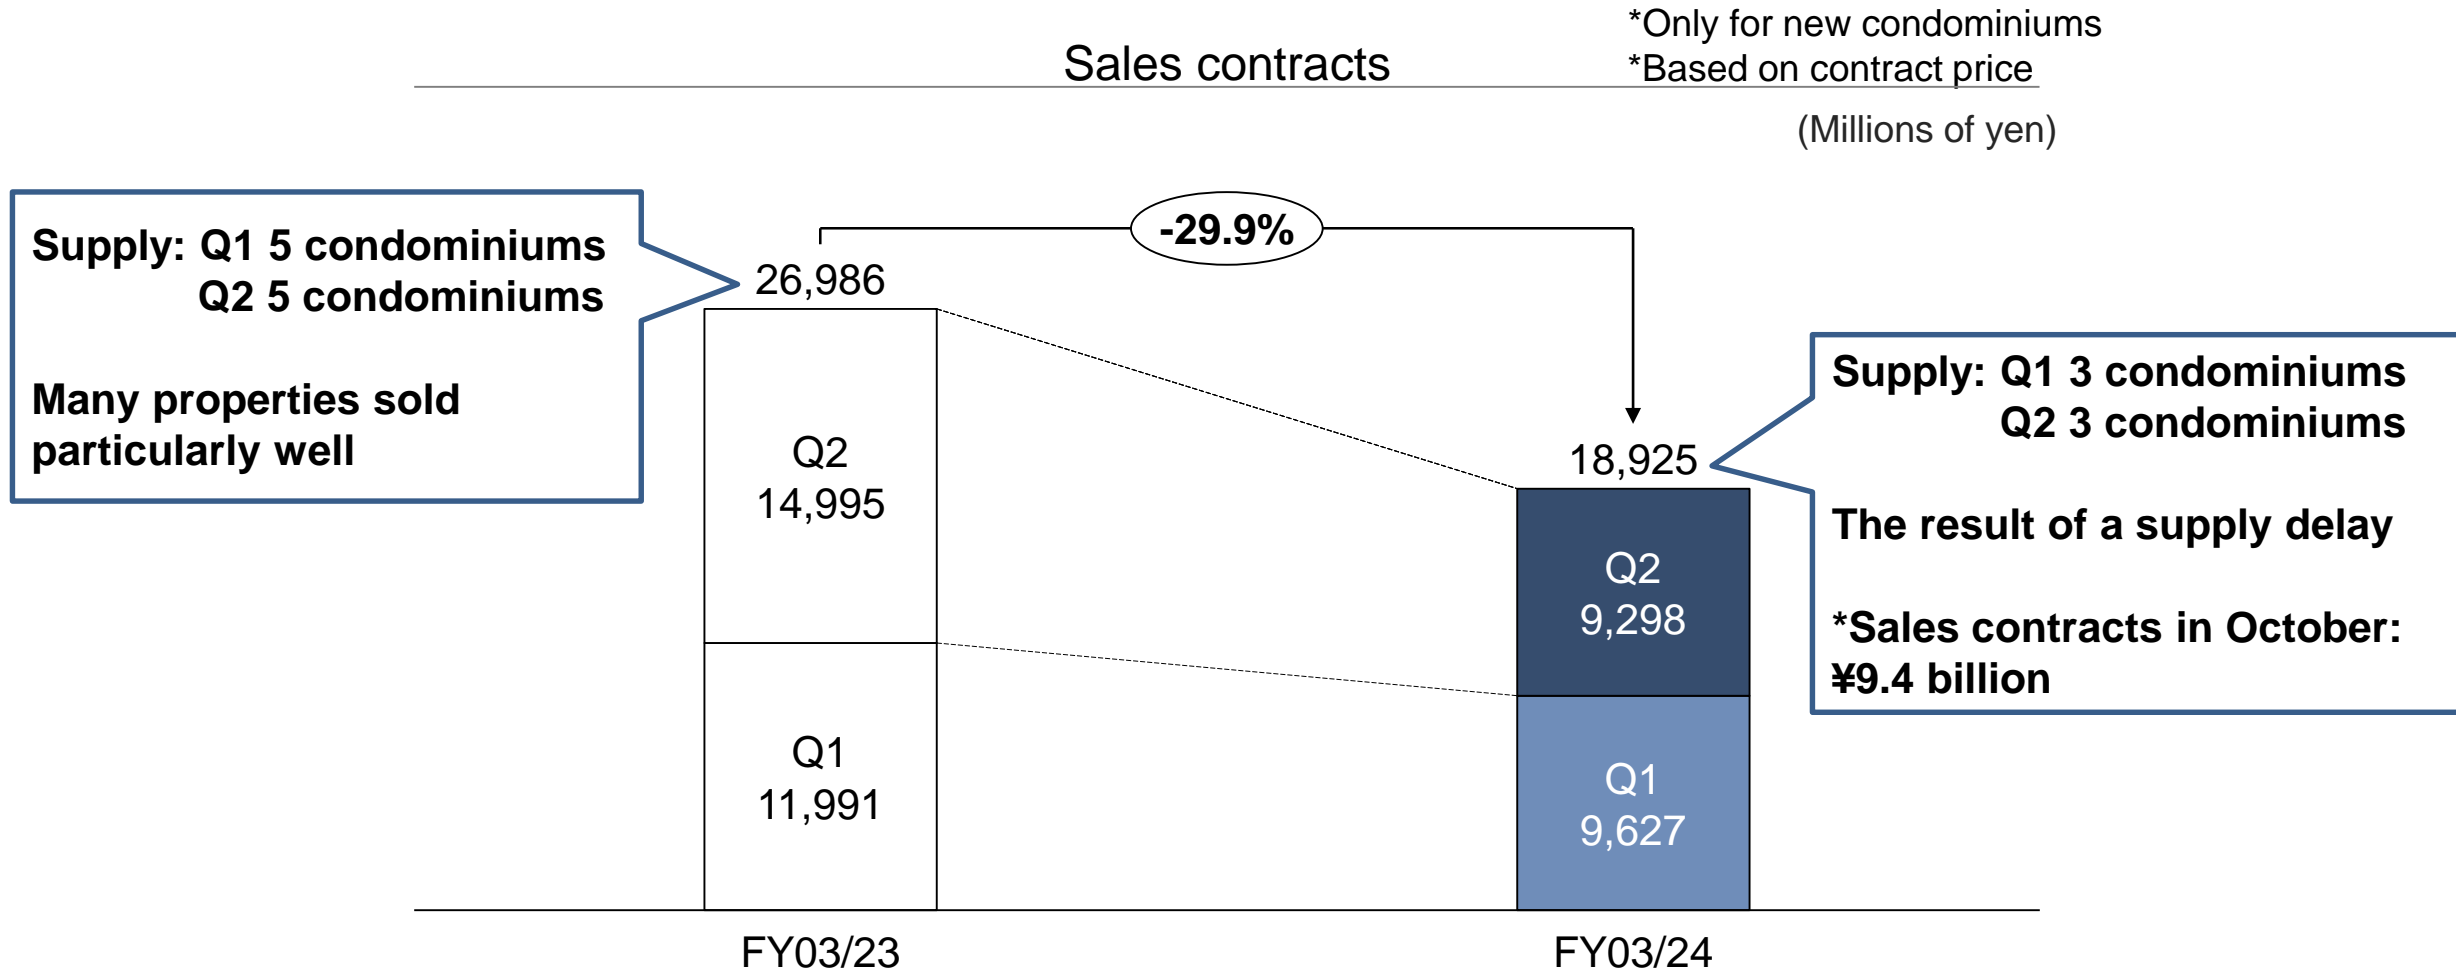 Sales contracts
*Only for new condominiums
*Based on contract price
(Millions of yen)
Supply: Q1 5 condominiums
Q2 5 condominiums
Many properties sold
particularly well
-29.9%
26,986
Q2
14,995
Q1
11,991
18,925
Q2
9,298
Q1
9,627
Supply: Q1 3 condominiums
Q2 3 condominiums
The result of a supply delay
*Sales contracts in October:
¥9.4 billion
FY03/23
FY03/24